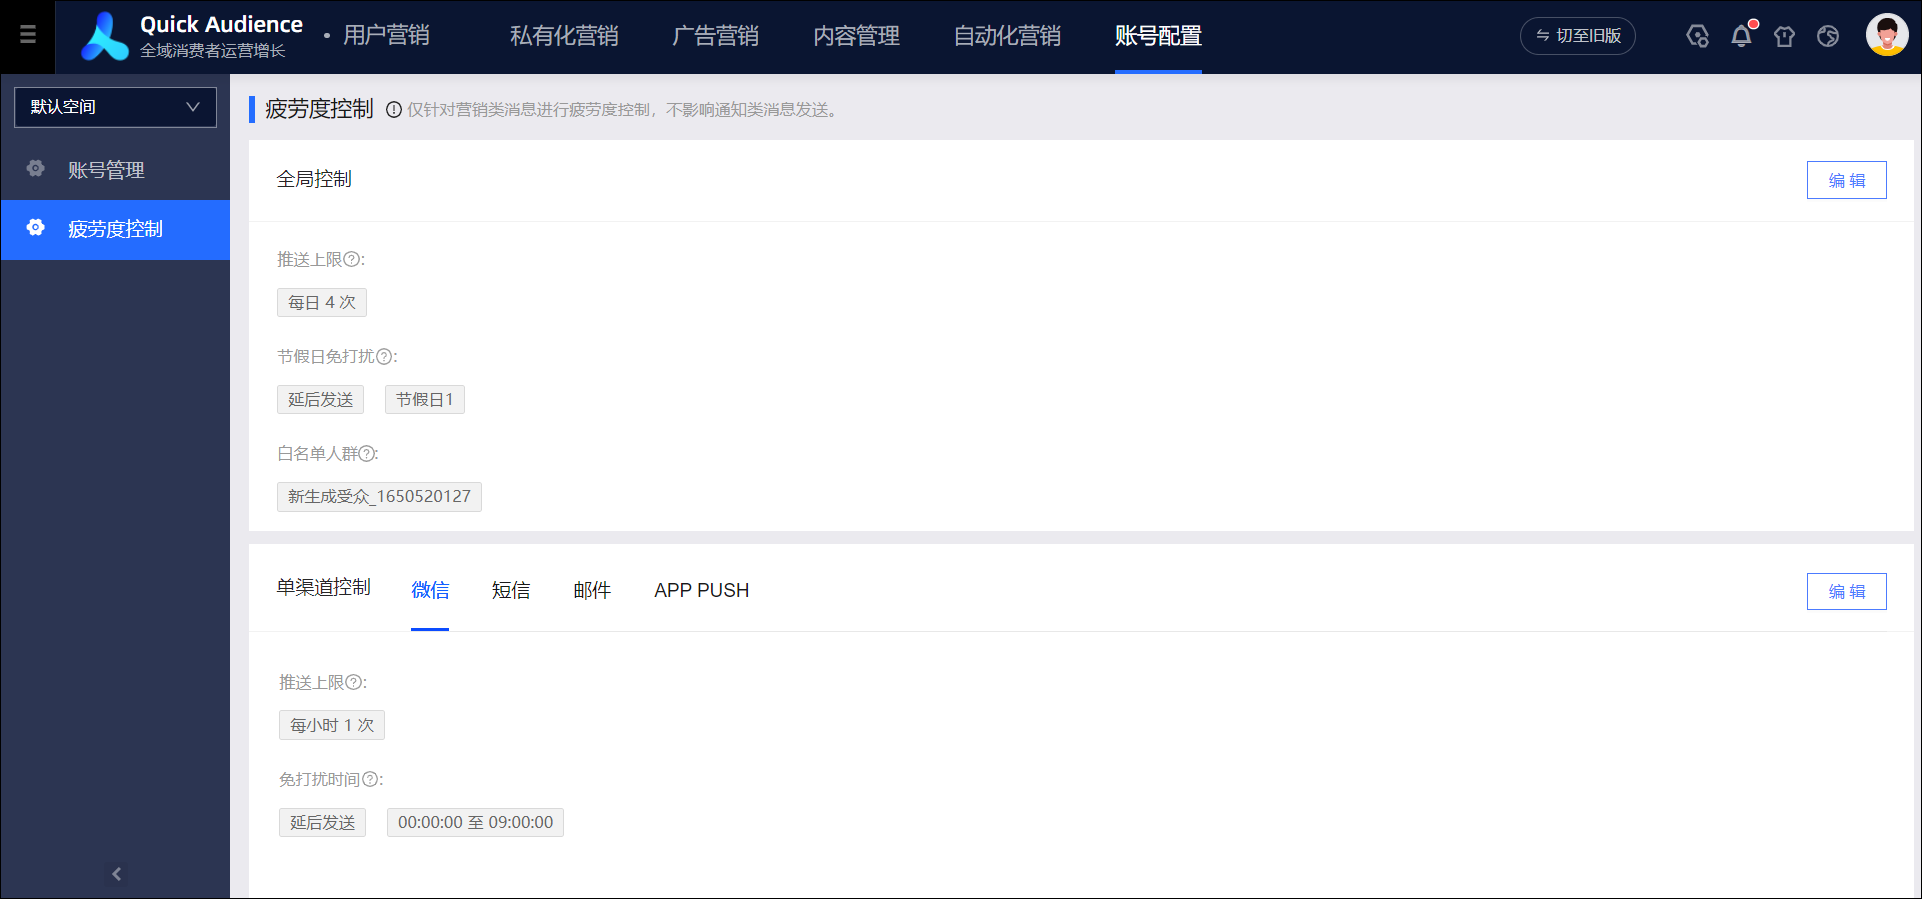 Quick Audience
全域消费者运营增长
• 用户营销
私有化营销
广告营销
内容管理
自动化营销
账号配置
切至旧版
默认空间
账号管理
疲劳度控制
疲劳度控制 仅针对营销类消息进行疲劳度控制，不影响通知类消息发送。
全局控制
编 辑
推送上限:
每日 4 次
节假日免打扰:
延后发送 节假日1
白名单人群:
新生成受众_1650520127
单渠道控制 微信 短信 邮件 APP PUSH
编 辑
推送上限:
每小时 1 次
免打扰时间:
延后发送 00:00:00 至 09:00:00